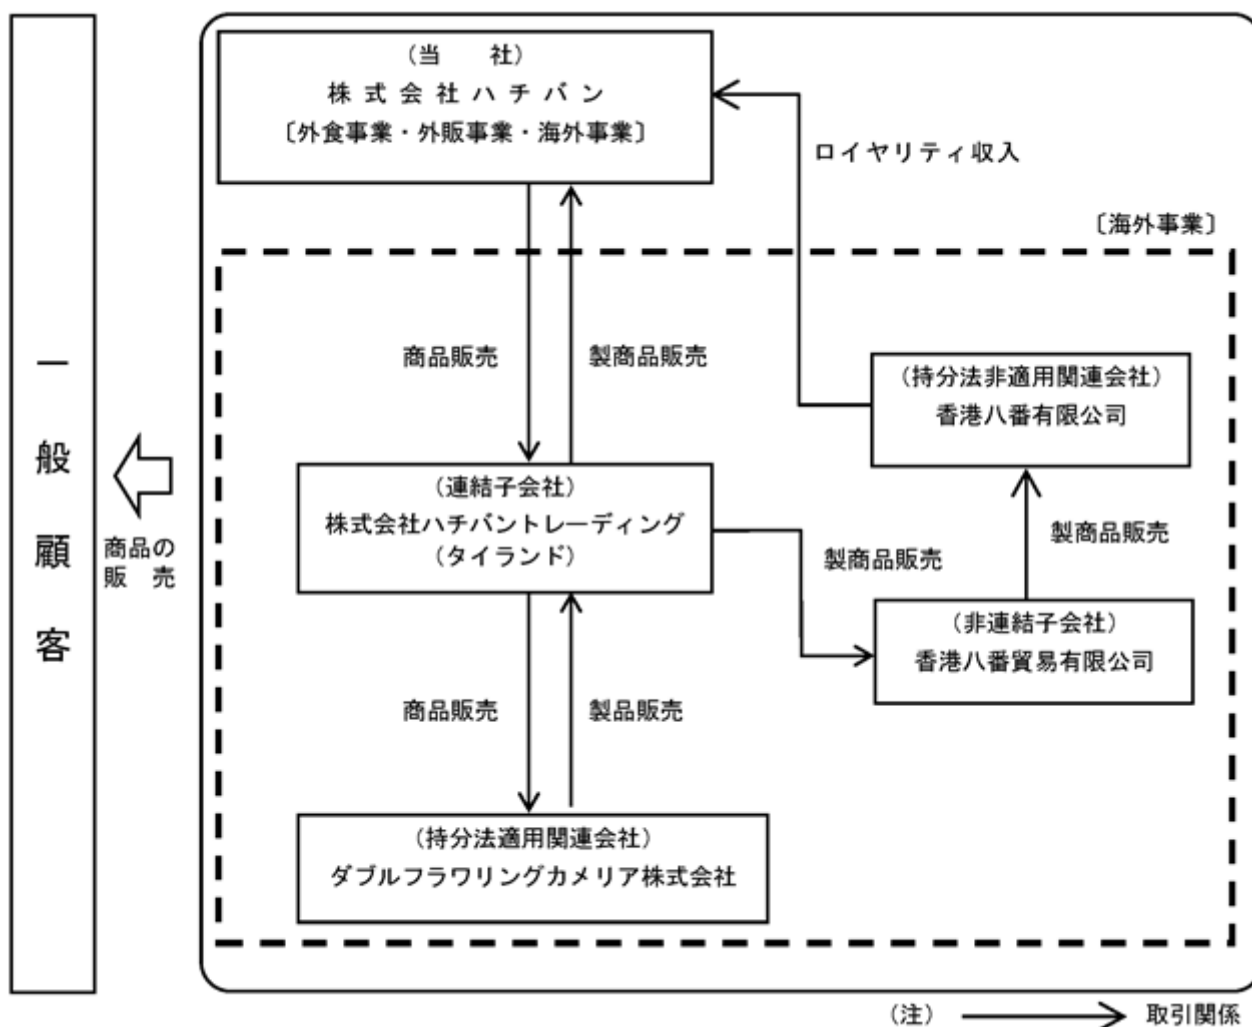 一般顧客
商品の
販　売
（当　　社）
株式会社ハチバン
〔外食事業・外販事業・海外事業〕
ロイヤリティ収入
〔海外事業〕
商品販売
製商品販売
（持分法非適用関連会社）
香港八番有限公司
（連結子会社）
株式会社ハチバントレーディング
（タイランド）
製商品販売
製商品販売
（非連結子会社）
香港八番貿易有限公司
商品販売
製品販売
（持分法適用関連会社）
ダブルフラワリングカメリア株式会社
（注）
取引関係